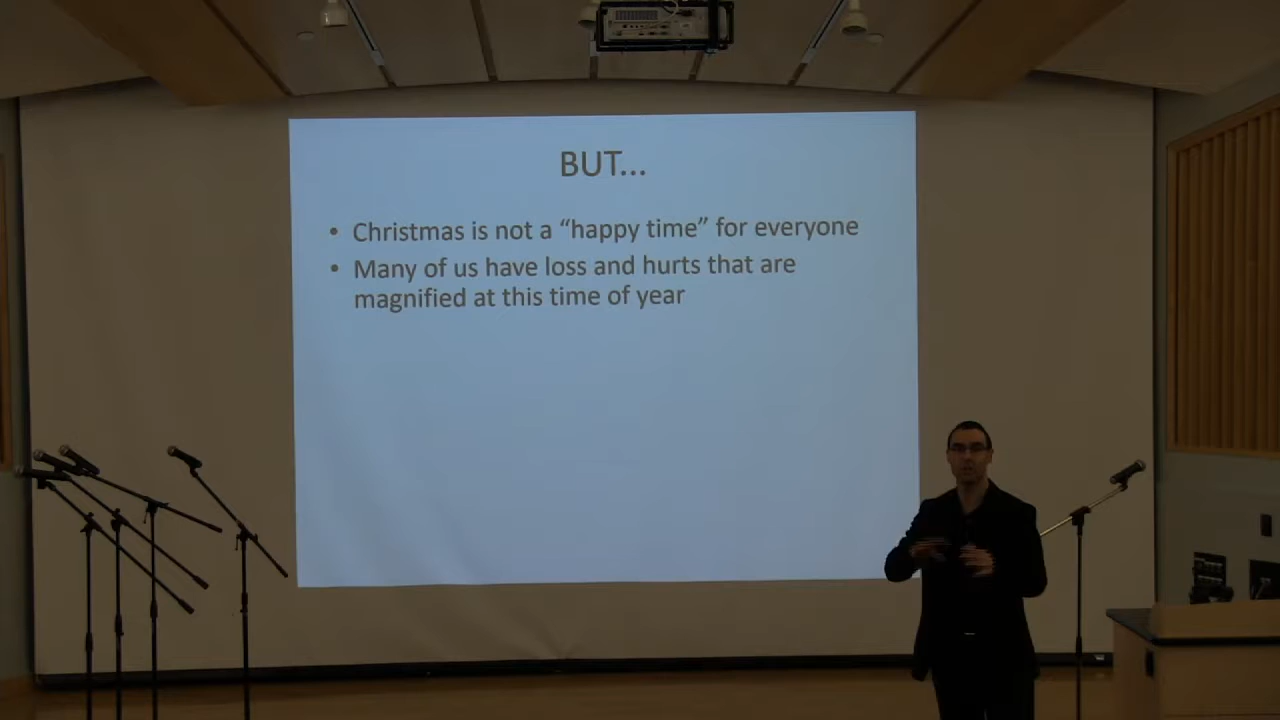 BUT...
• Christmas is not a “happy time” for everyone
• Many of us have loss and hurts that are
magnified at this time of year